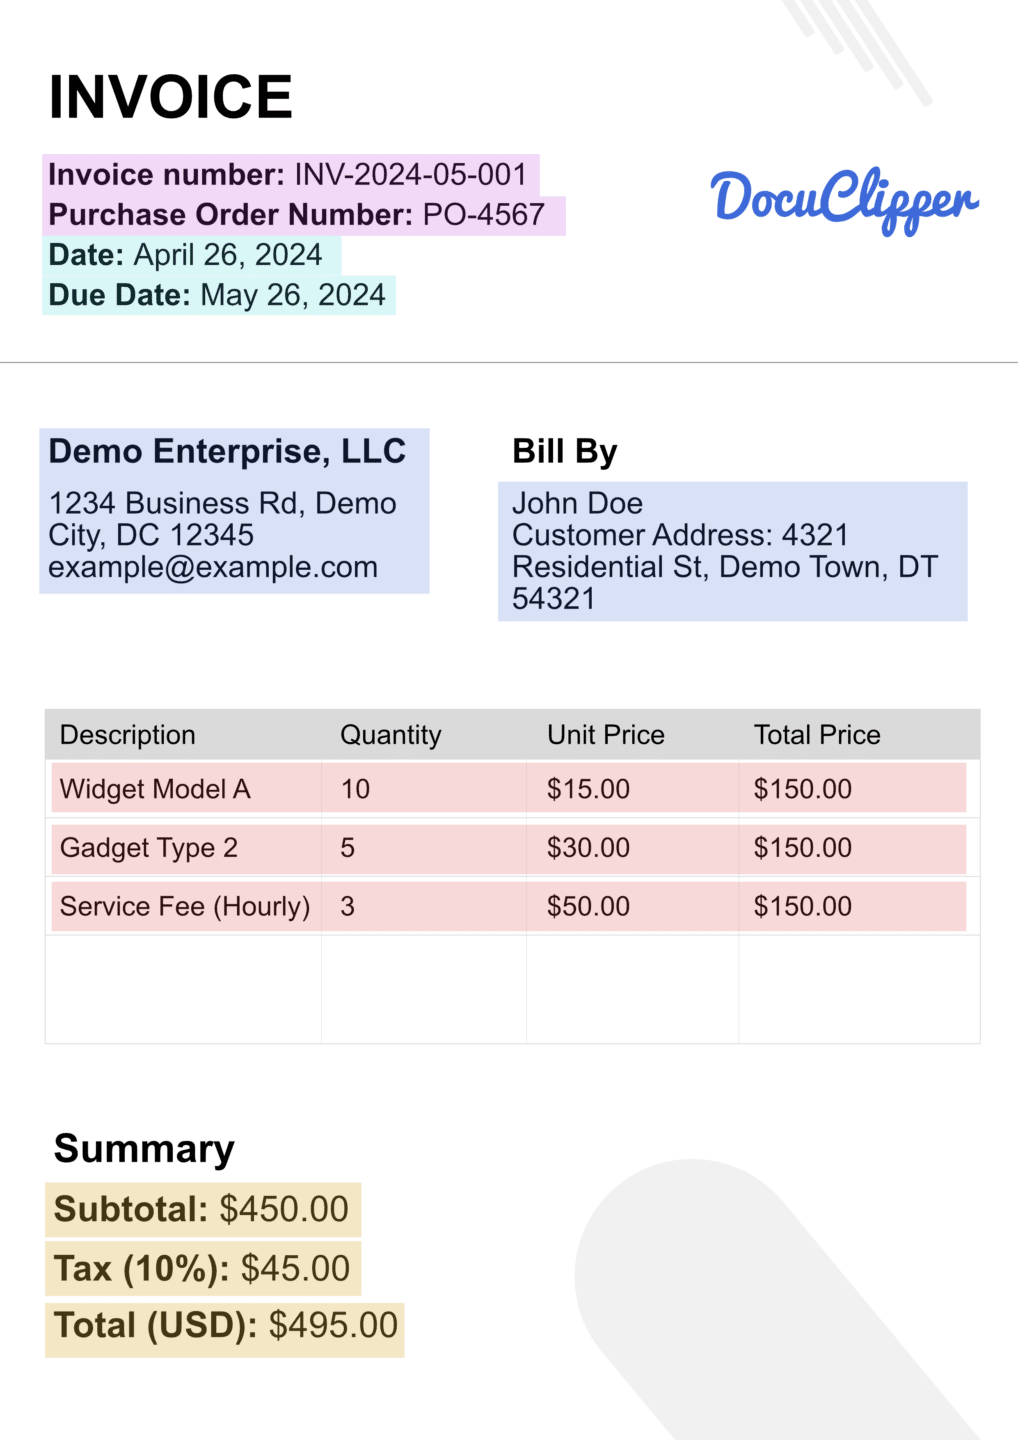 INVOICE
Invoice number: INV-2024-05-001
Purchase Order Number: PO-4567
Date: April 26, 2024
Due Date: May 26, 2024
DocuClipper
Demo Enterprise, LLC
1234 Business Rd, Demo
City, DC 12345
example@example.com
Bill By
John Doe
Customer Address: 4321
Residential St, Demo Town, DT
54321
Description Quantity Unit Price Total Price
Widget Model A 10 $15.00 $150.00
Gadget Type 2 5 $30.00 $150.00
Service Fee (Hourly) 3 $50.00 $150.00
Summary
Subtotal: $450.00
Tax (10%): $45.00
Total (USD): $495.00